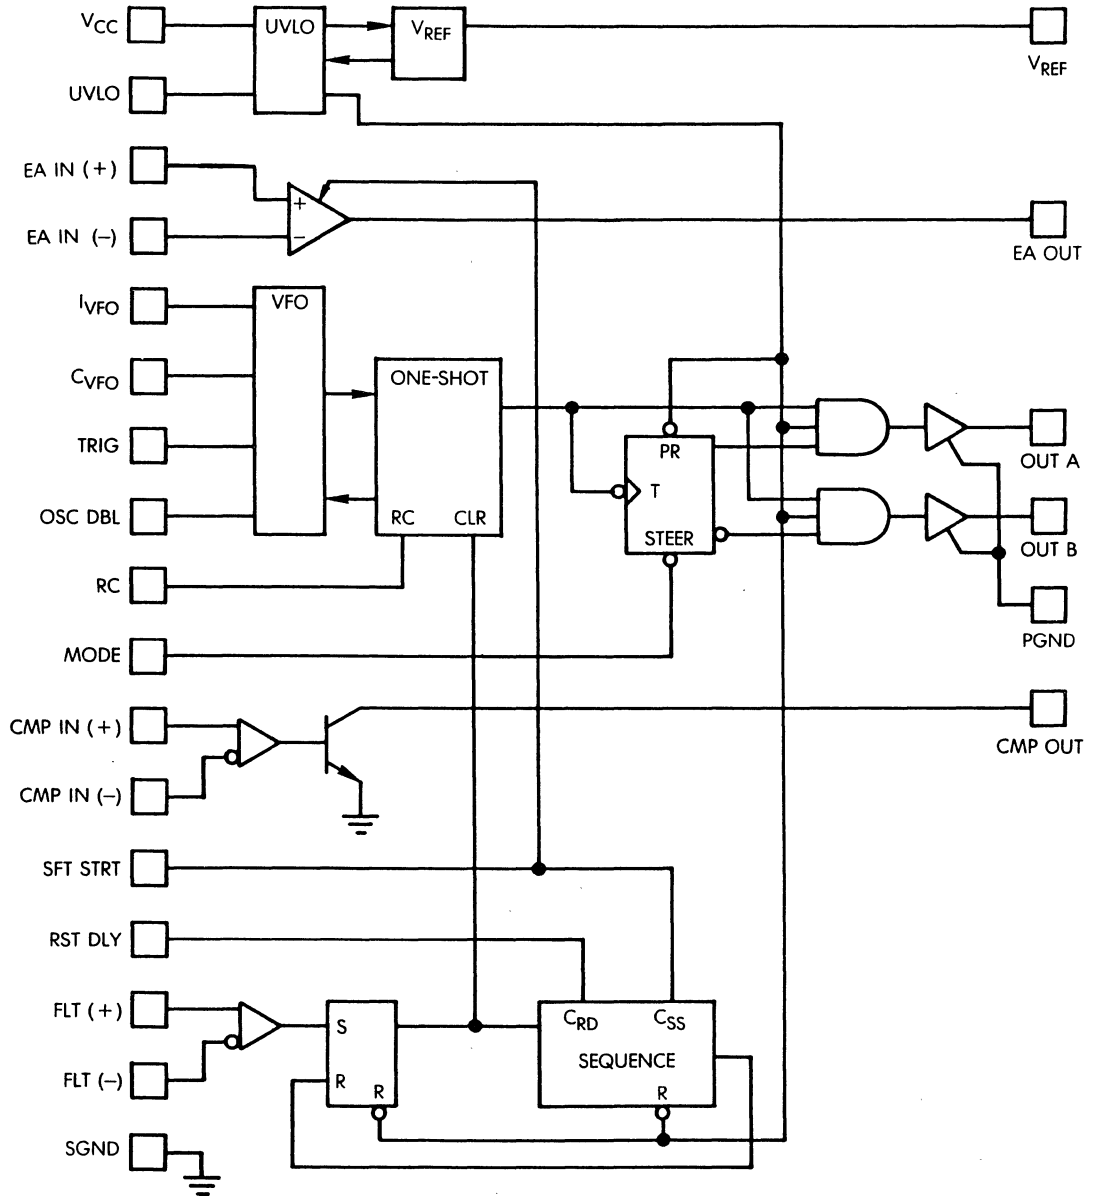 VCC
UVLO
VREF
VREF
UVLO
EA IN (+)
+
EA IN (–)
–
EA OUT
IVFO
VFO
CVFO
ONE-SHOT
TRIG
PR
OUT A
T
OSC DBL
RC
CLR
STEER
OUT B
RC
MODE
PGND
CMP IN (+)
CMP OUT
CMP IN (–)
SFT STRT
RST DLY
FLT (+)
S
CRD
CSS
SEQUENCE
FLT (–)
R
R
R
SGND